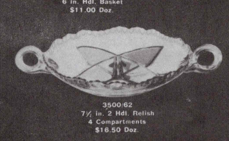 6 in. Hdl. Basket
$11.00 Doz.
3500:62
7½ in. 2 Hdl. Relish
4 Compartments
$16.50 Doz.